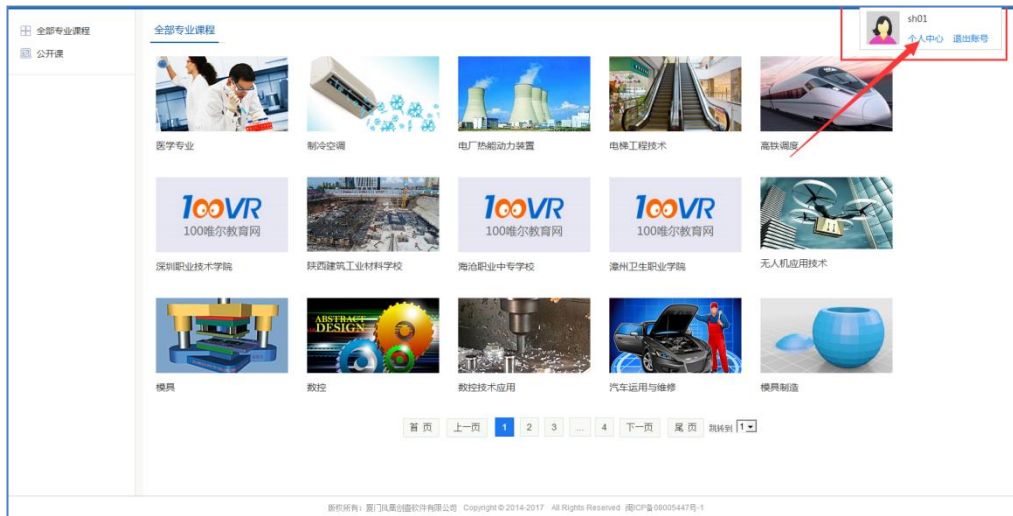 全部专业课程
公开课
全部专业课程
sh01
个人中心 退出账号
医学专业
制冷空调
电厂热能动力装置
电梯工程技术
高铁调度
100VR
100唯尔教育网
100VR
100唯尔教育网
100VR
100唯尔教育网
深圳职业技术学院
陕西建筑工业材料学校
海沧职业中专学校
漳州卫生职业学院
无人机应用技术
ABSTRACT
DESIGN
模具
数控
数控技术应用
汽车运用与维修
模具制造
首 页 上一页 1 2 3 ... 4 下一页 尾 页 跳转到 1
版权所有：厦门凤凰创壹软件有限公司 Copyright © 2014-2017 All Rights Reserved 闽ICP备08005447号-1